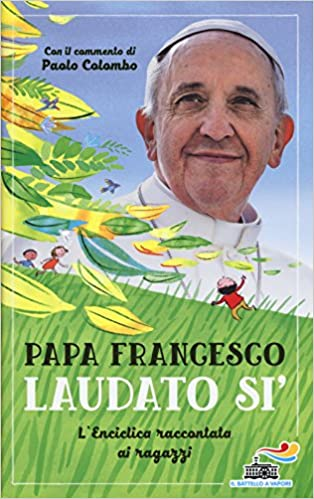 Con il commento di
Paolo Colombo
PAPA FRANCESCO
LAUDATO SI'
L'Enciclica raccontata
ai ragazzi
IL BATTELLO A VAPORE